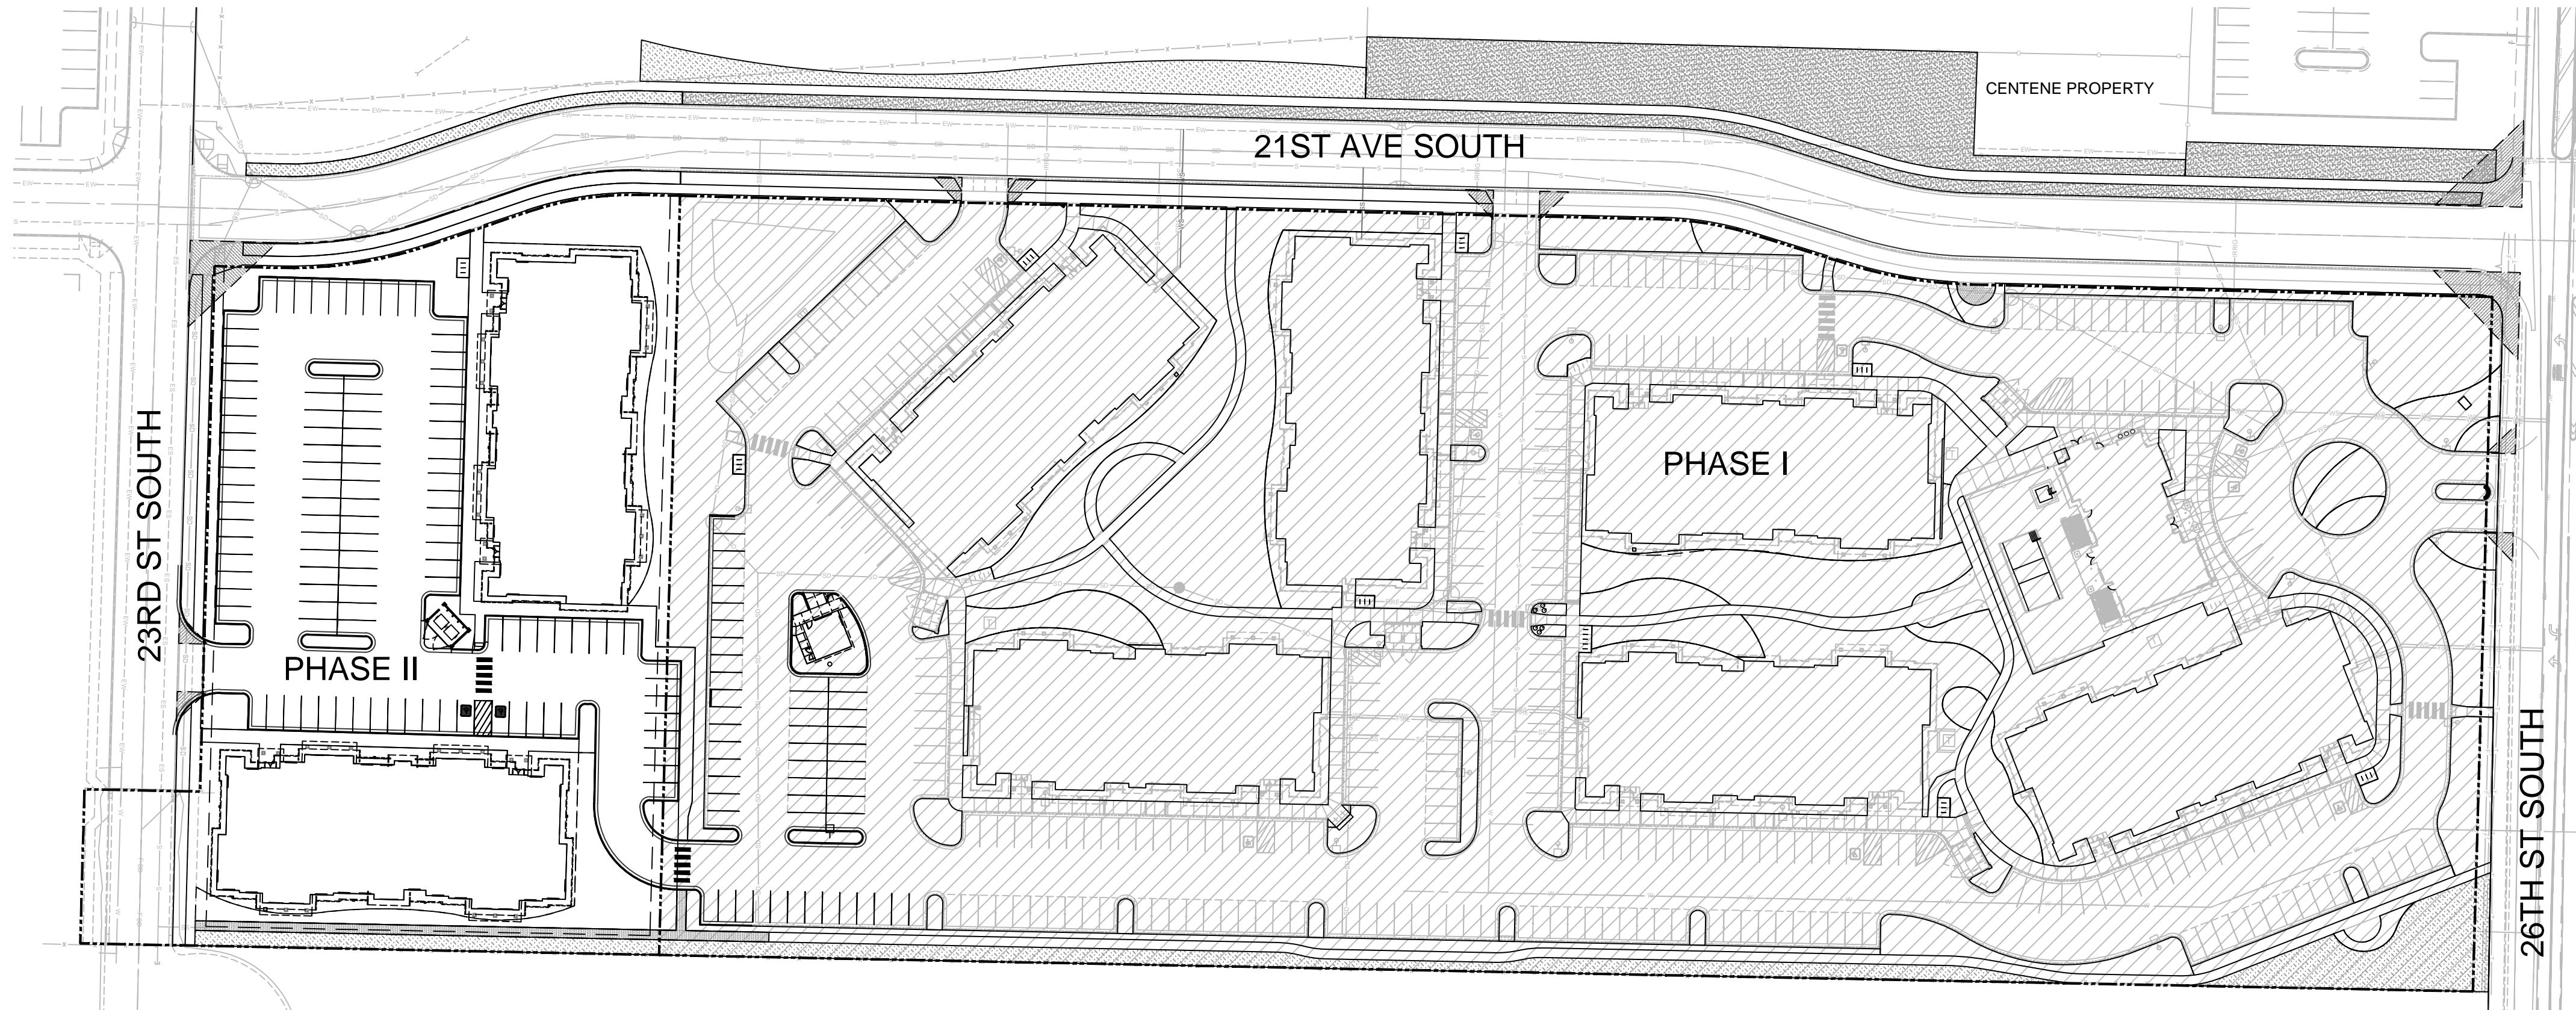 CENTENE PROPERTY
21ST AVE SOUTH
23RD ST SOUTH
PHASE I
PHASE II
26TH ST SOUTH